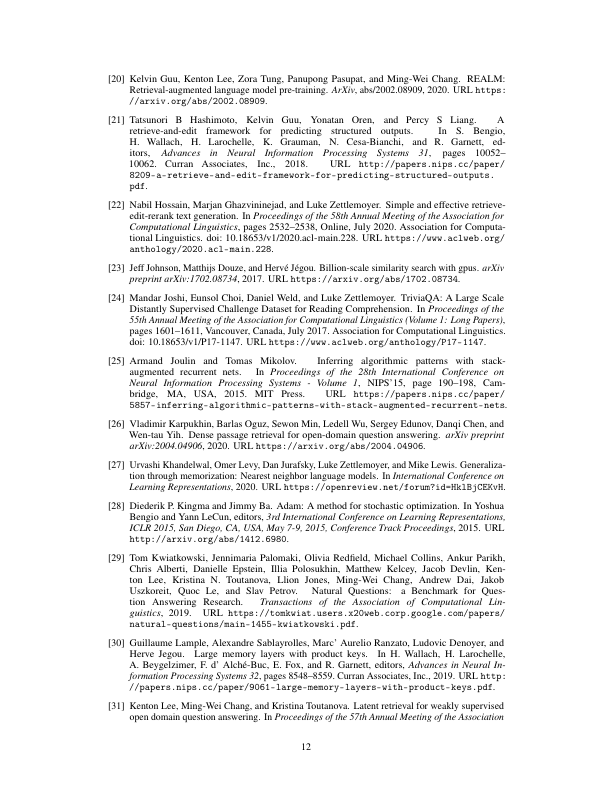 [20] Kelvin Guu, Kenton Lee, Zora Tung, Panupong Pasupat, and Ming-Wei Chang. REALM:
Retrieval-augmented language model pre-training. ArXiv, abs/2002.08909, 2020. URL https:
//arxiv.org/abs/2002.08909.
[21] Tatsunori B Hashimoto, Kelvin Guu, Yonatan Oren, and Percy S Liang. A
retrieve-and-edit framework for predicting structured outputs. In S. Bengio,
H. Wallach, H. Larochelle, K. Grauman, N. Cesa-Bianchi, and R. Garnett, ed-
itors, Advances in Neural Information Processing Systems 31, pages 10052–
10062. Curran Associates, Inc., 2018. URL http://papers.nips.cc/paper/
8209-a-retrieve-and-edit-framework-for-predicting-structured-outputs.
pdf.
[22] Nabil Hossain, Marjan Ghazvininejad, and Luke Zettlemoyer. Simple and effective retrieve-
edit-rerank text generation. In Proceedings of the 58th Annual Meeting of the Association for
Computational Linguistics, pages 2532–2538, Online, July 2020. Association for Computa-
tional Linguistics. doi: 10.18653/v1/2020.acl-main.228. URL https://www.aclweb.org/
anthology/2020.acl-main.228.
[23] Jeff Johnson, Matthijs Douze, and Hervé Jégou. Billion-scale similarity search with gpus. arXiv
preprint arXiv:1702.08734, 2017. URL https://arxiv.org/abs/1702.08734.
[24] Mandar Joshi, Eunsol Choi, Daniel Weld, and Luke Zettlemoyer. TriviaQA: A Large Scale
Distantly Supervised Challenge Dataset for Reading Comprehension. In Proceedings of the
55th Annual Meeting of the Association for Computational Linguistics (Volume 1: Long Papers),
pages 1601–1611, Vancouver, Canada, July 2017. Association for Computational Linguistics.
doi: 10.18653/v1/P17-1147. URL https://www.aclweb.org/anthology/P17-1147.
[25] Armand Joulin and Tomas Mikolov. Inferring algorithmic patterns with stack-
augmented recurrent nets. In Proceedings of the 28th International Conference on
Neural Information Processing Systems - Volume 1, NIPS'15, page 190–198, Cam-
bridge, MA, USA, 2015. MIT Press. URL https://papers.nips.cc/paper/
5857-inferring-algorithmic-patterns-with-stack-augmented-recurrent-nets.
[26] Vladimir Karpukhin, Barlas Oguz, Sewon Min, Ledell Wu, Sergey Edunov, Danqi Chen, and
Wen-tau Yih. Dense passage retrieval for open-domain question answering. arXiv preprint
arXiv:2004.04906, 2020. URL https://arxiv.org/abs/2004.04906.
[27] Urvashi Khandelwal, Omer Levy, Dan Jurafsky, Luke Zettlemoyer, and Mike Lewis. Generaliza-
tion through memorization: Nearest neighbor language models. In International Conference on
Learning Representations, 2020. URL https://openreview.net/forum?id=HklBjCEKvH.
[28] Diederik P. Kingma and Jimmy Ba. Adam: A method for stochastic optimization. In Yoshua
Bengio and Yann LeCun, editors, 3rd International Conference on Learning Representations,
ICLR 2015, San Diego, CA, USA, May 7-9, 2015, Conference Track Proceedings, 2015. URL
http://arxiv.org/abs/1412.6980.
[29] Tom Kwiatkowski, Jennimaria Palomaki, Olivia Redfield, Michael Collins, Ankur Parikh,
Chris Alberti, Danielle Epstein, Illia Polosukhin, Matthew Kelcey, Jacob Devlin, Ken-
ton Lee, Kristina N. Toutanova, Llion Jones, Ming-Wei Chang, Andrew Dai, Jakob
Uszkoreit, Quoc Le, and Slav Petrov. Natural Questions: a Benchmark for Ques-
tion Answering Research. Transactions of the Association of Computational Lin-
guistics, 2019. URL https://tomkwiat.users.x20web.corp.google.com/papers/
natural-questions/main-1455-kwiatkowski.pdf.
[30] Guillaume Lample, Alexandre Sablayrolles, Marc' Aurelio Ranzato, Ludovic Denoyer, and
Herve Jegou. Large memory layers with product keys. In H. Wallach, H. Larochelle,
A. Beygelzimer, F. d' Alché-Buc, E. Fox, and R. Garnett, editors, Advances in Neural In-
formation Processing Systems 32, pages 8548–8559. Curran Associates, Inc., 2019. URL http:
//papers.nips.cc/paper/9061-large-memory-layers-with-product-keys.pdf.
[31] Kenton Lee, Ming-Wei Chang, and Kristina Toutanova. Latent retrieval for weakly supervised
open domain question answering. In Proceedings of the 57th Annual Meeting of the Association
12